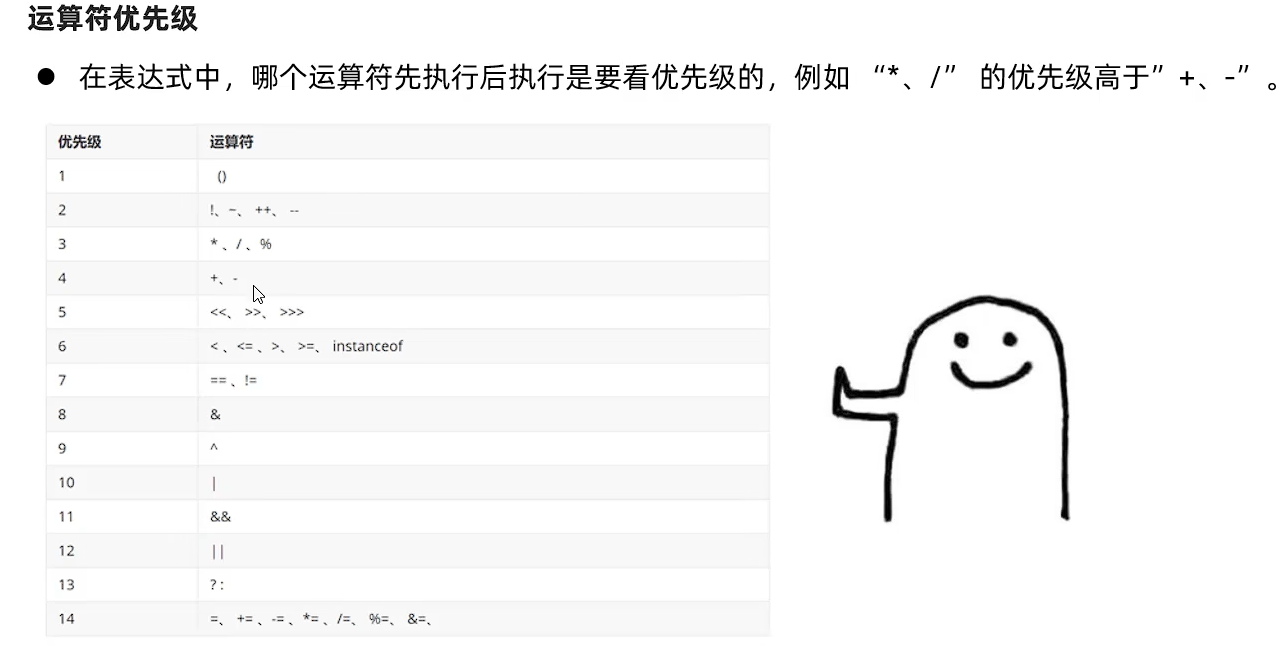 运算符优先级
● 在表达式中，哪个运算符先执行后执行是要看优先级的，例如 “*、/” 的优先级高于” +、-” 。
优先级 运算符
1 ()
2 !、~、 ++、 --
3 * 、/ 、%
4 +、-
5 <<、 >>、 >>>
6 < 、<= 、>、 >=、 instanceof
7 == 、!=
8 &
9 ^
10 |
11 &&
12 ||
13 ? :
14 =、 += 、-= 、*= 、/=、 %=、 &=、